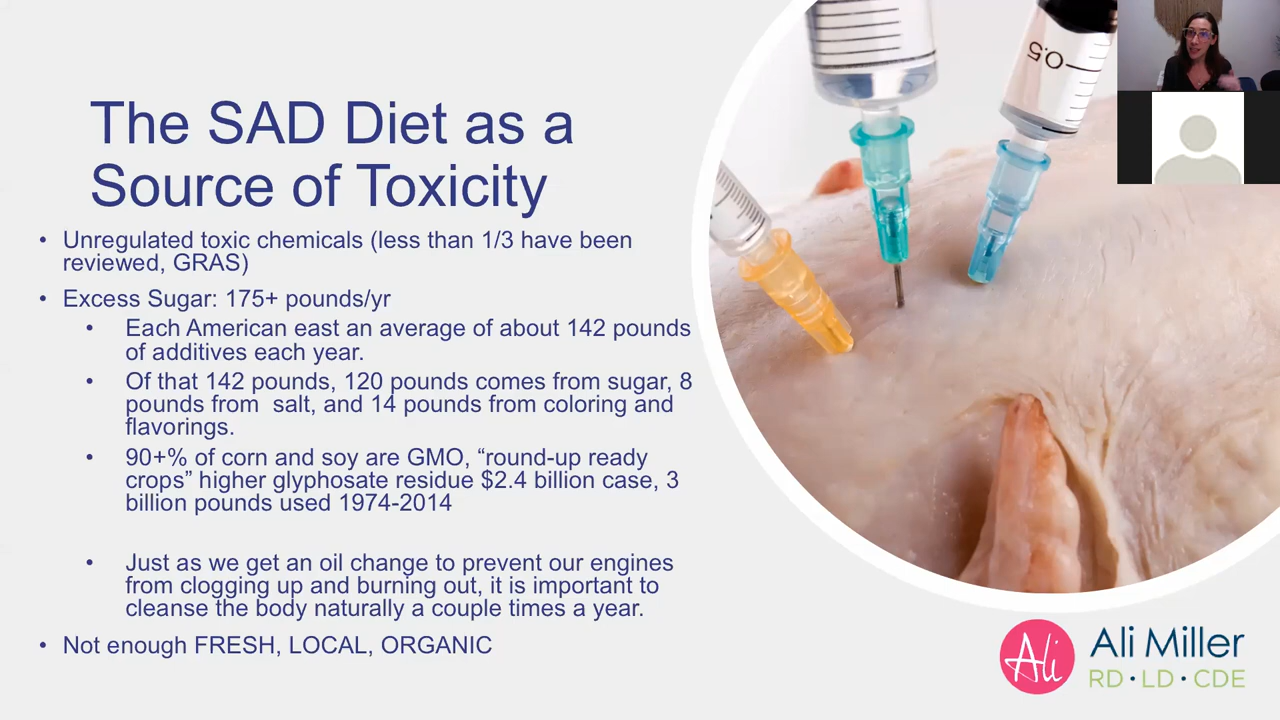 The SAD Diet as a
Source of Toxicity
• Unregulated toxic chemicals (less than 1/3 have been
reviewed, GRAS)
• Excess Sugar: 175+ pounds/yr
• Each American east an average of about 142 pounds
of additives each year.
• Of that 142 pounds, 120 pounds comes from sugar, 8
pounds from  salt, and 14 pounds from coloring and
flavorings.
• 90+% of corn and soy are GMO, “round-up ready
crops” higher glyphosate residue $2.4 billion case, 3
billion pounds used 1974-2014
• Just as we get an oil change to prevent our engines
from clogging up and burning out, it is important to
cleanse the body naturally a couple times a year.
• Not enough FRESH, LOCAL, ORGANIC
0.5
Ali
Ali Miller
RD • LD • CDE